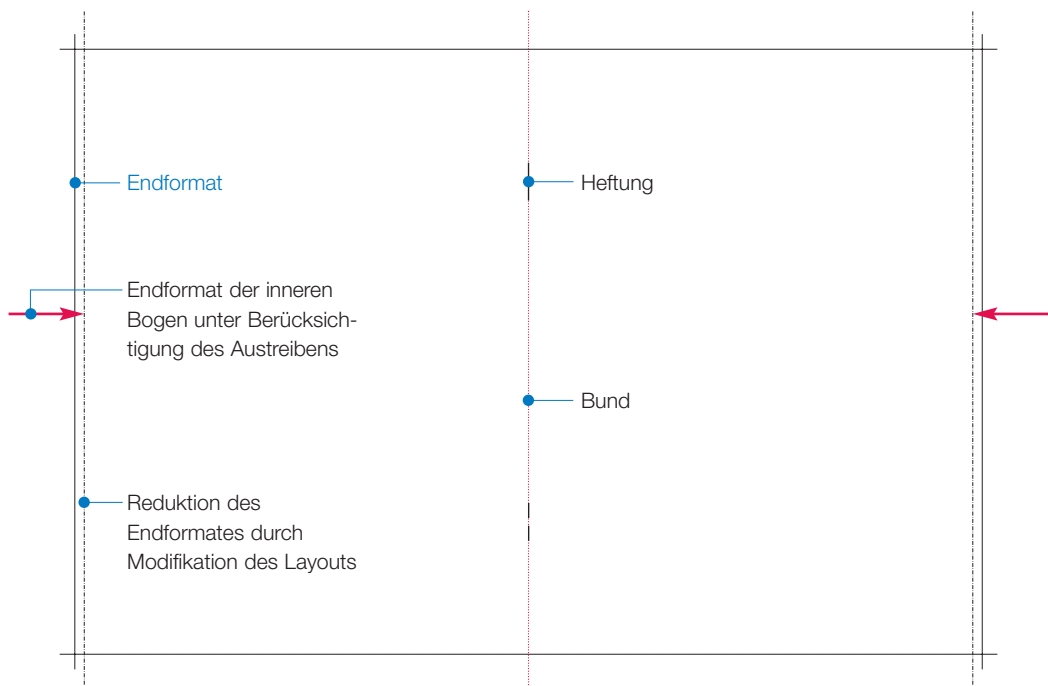 Endformat
Heftung
Endformat der inneren
Bogen unter Berücksich-
tigung des Austreibens
Bund
Reduktion des
Endformates durch
Modifikation des Layouts